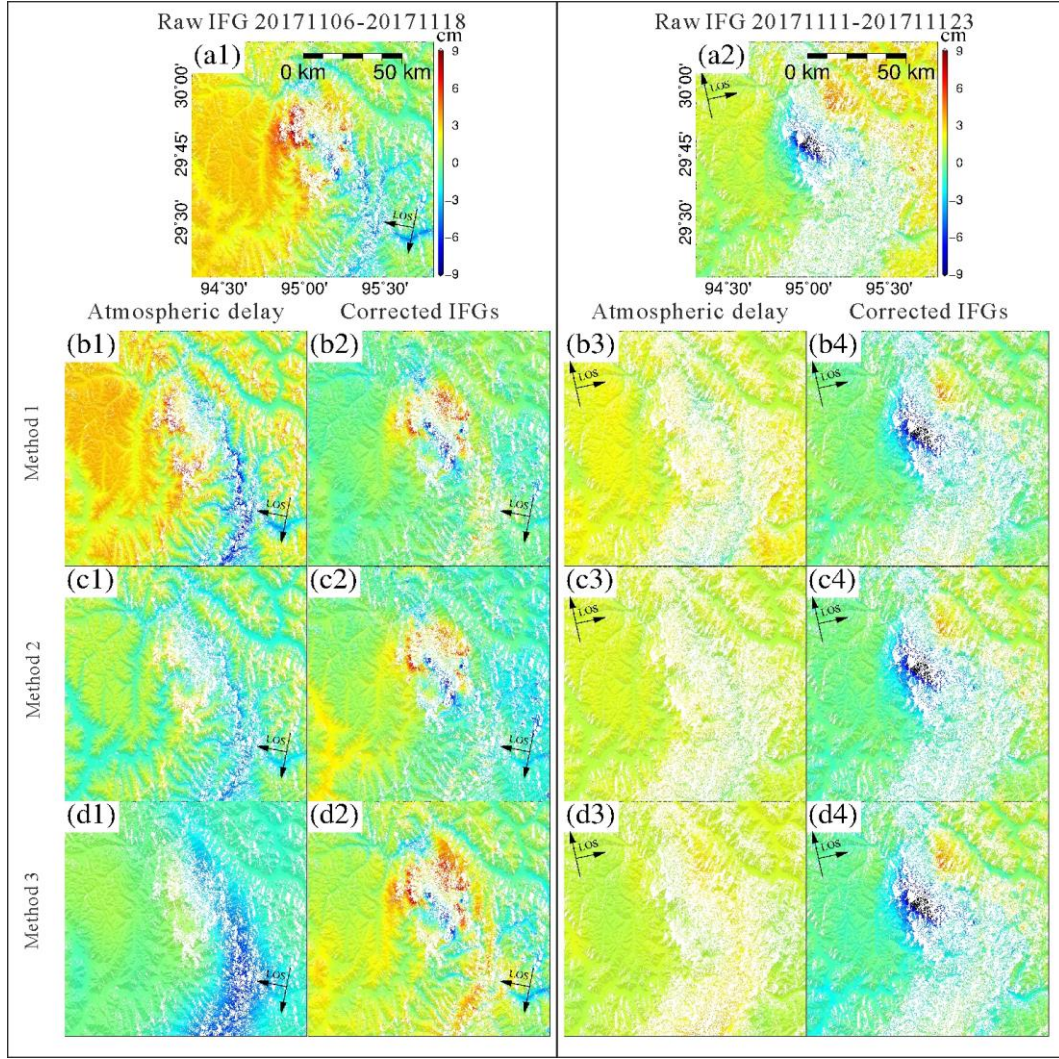 Raw IFG 20171106-20171118
(a1)
0 km 50 km
cm
9
6
3
0
−3
−6
−9
30˚00'
29˚45'
29˚30'
LOS
94˚30' 95˚00' 95˚30'
Raw IFG 20171111-201711123
(a2)
0 km 50 km
cm
9
6
3
0
−3
−6
−9
LOS
30˚00'
29˚45'
29˚30'
94˚30' 95˚00' 95˚30'
Atmospheric delay Corrected IFGs Atmospheric delay Corrected IFGs
Method 1
(b1) (b2) (b3) (b4)
LOS LOS LOS LOS
Method 2
(c1) (c2) (c3) (c4)
LOS LOS LOS LOS
Method 3
(d1) (d2) (d3) (d4)
LOS LOS LOS LOS